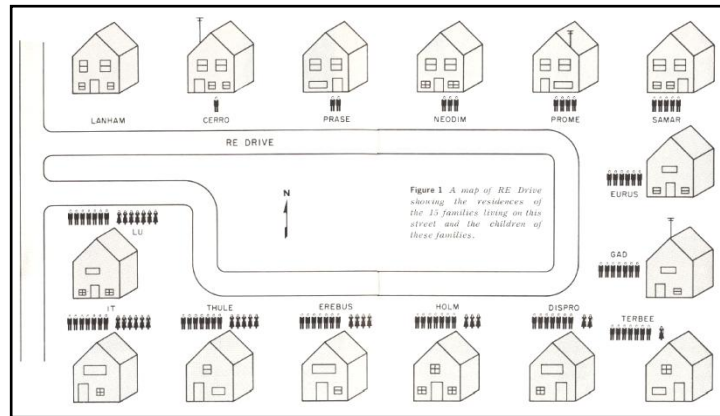 LANHAM
CERRO
PRASE
NEODIM
PROME
SAMAR
RE DRIVE
EURUS
N
Figure 1 A map of RE Drive
showing the residences of
the 15 families living on this
street and the children of
these families.
LU
GAD
IT
THULE
EREBUS
HOLM
DISPRO
TERBEE